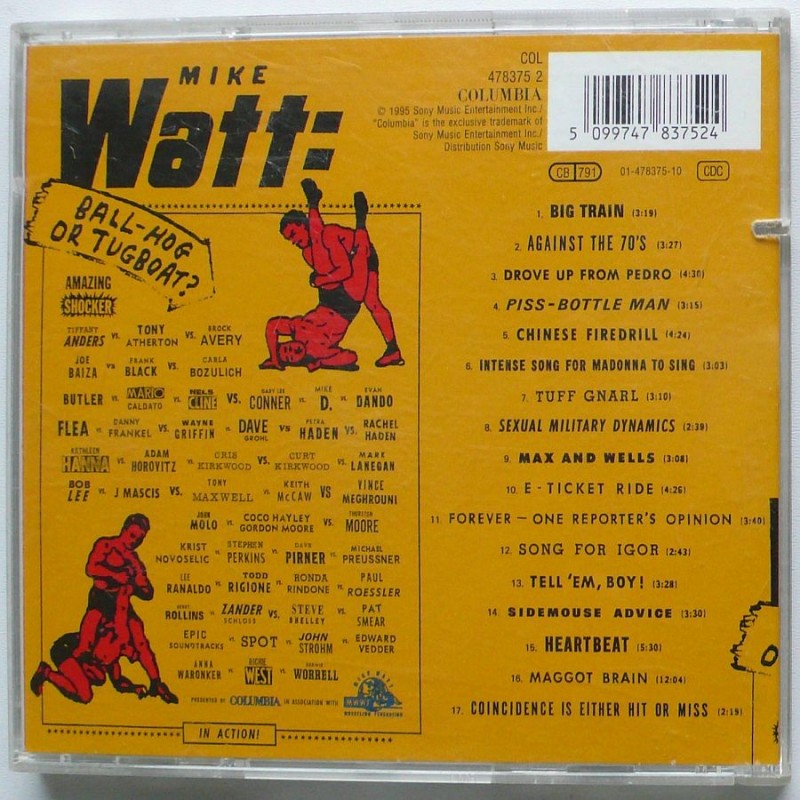 MIKE
Watt:
BALL-HOG
OR TUGBOAT?
AMAZING
SHOCKER
TIFFANY ANDERS VS. TONY ATHERTON VS. BROCK AVERY
JOE BAIZA VS. FRANK BLACK VS. CARLA BOZULICH
BUTLER VS. MARIO CALDATO VS. NELS CLINE VS. GARY LEE CONNER VS. MIKE D. VS. EVAN DANDO
FLEA VS. DANNY FRANKEL VS. WAYNE GRIFFIN VS. DAVE GROHL VS PETRA HADEN VS. RACHEL HADEN
KATHLEEN HANNA VS. ADAM HOROVITZ VS. CRIS KIRKWOOD VS. CURT KIRKWOOD VS. MARK LANEGAN
BOB LEE VS. J MASCIS VS. TONY MAXWELL VS. KEITH McCAW VS VINCE MEGHROUNI
JOHN MOLO VS. COCO HAYLEY GORDON MOORE VS. THURSTON MOORE
KRIST NOVOSELIC VS. STEPHEN PERKINS VS. DAVE PIRNER VS. MICHAEL PREUSSNER
LEE RANALDO VS. TODD RIGIONE VS. RONDA RINDONE VS. PAUL ROESSLER
HENRY ROLLINS VS. ZANDER SCHLOSS VS. STEVE SHELLEY VS. PAT SMEAR
EPIC SOUNDTRACKS VS. SPOT VS. JOHN STROHM VS. EDWARD VEDDER
ANNA WARONKER VS. RICHIE WEST VS. BERNIE WORRELL
PRESENTED BY COLUMBIA IN ASSOCIATION WITH
WRESTLING FEDERATION
IN ACTION!
COL
478375 2
COLUMBIA
© 1995 Sony Music Entertainment Inc./
"Columbia" is the exclusive trademark of
Sony Music Entertainment Inc./
Distribution Sony Music
5 099747 837524
CB 791 01-478375-10 CDC
1. BIG TRAIN (3:19)
2. AGAINST THE 70'S (3:27)
3. DROVE UP FROM PEDRO (4:30)
4. PISS-BOTTLE MAN (3:15)
5. CHINESE FIREDRILL (4:24)
6. INTENSE SONG FOR MADONNA TO SING (3:03)
7. TUFF GNARL (3:10)
8. SEXUAL MILITARY DYNAMICS (2:39)
9. MAX AND WELLS (3:08)
10. E-TICKET RIDE (4:26)
11. FOREVER — ONE REPORTER'S OPINION (3:40)
12. SONG FOR IGOR (2:43)
13. TELL 'EM, BOY! (3:28)
14. SIDEMOUSE ADVICE (3:30)
15. HEARTBEAT (5:30)
16. MAGGOT BRAIN (12:04)
17. COINCIDENCE IS EITHER HIT OR MISS (2:19)